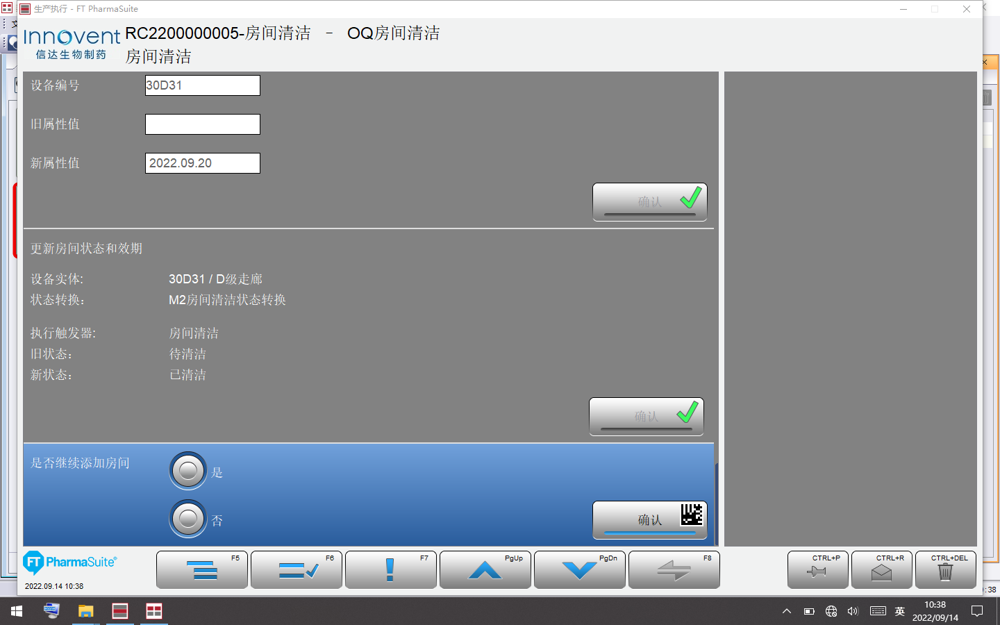 生产执行 - FT PharmaSuite
Innovent
信达生物制药
RC2200000005-房间清洁 - OQ房间清洁
房间清洁
设备编号 30D31
旧属性值
新属性值 2022.09.20
确认
更新房间状态和效期
设备实体: 30D31 / D级走廊
状态转换: M2房间清洁状态转换
执行触发器: 房间清洁
旧状态: 待清洁
新状态: 已清洁
确认
是否继续添加房间
是
否
确认
FT PharmaSuite®
2022.09.14 10:38
F5
F6
F7
PgUp
PgDn
F8
CTRL+P
CTRL+R
CTRL+DEL
:38
英
10:38
2022/09/14